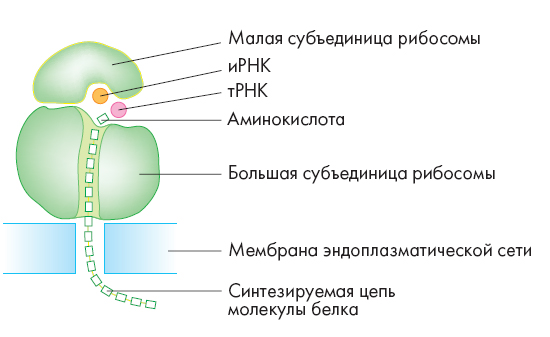 Малая субъединица рибосомы
иРНК
тРНК
Аминокислота
Большая субъединица рибосомы
Мембрана эндоплазматической сети
Синтезируемая цепь
молекулы белка